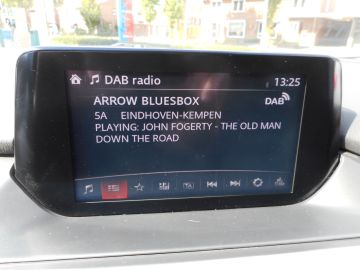 DAB radio 13:25
ARROW BLUESBOX DAB
5A EINDHOVEN-KEMPEN
PLAYING: JOHN FOGERTY - THE OLD MAN
DOWN THE ROAD
TA